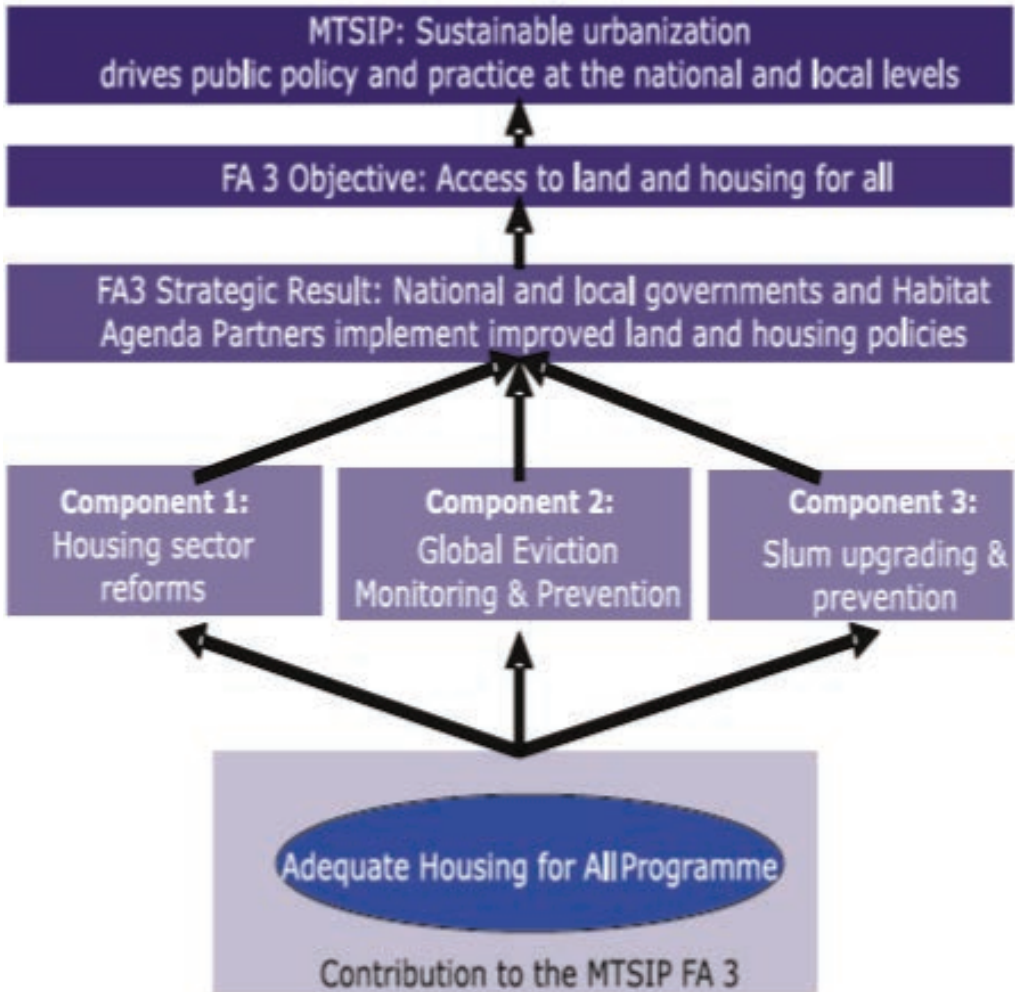 MTSIP: Sustainable urbanization
drives public policy and practice at the national and local levels
FA 3 Objective: Access to land and housing for all
FA3 Strategic Result: National and local governments and Habitat
Agenda Partners implement improved land and housing policies
Component 1:
Housing sector
reforms
Component 2:
Global Eviction
Monitoring & Prevention
Component 3:
Slum upgrading &
prevention
Adequate Housing for All Programme
Contribution to the MTSIP FA 3